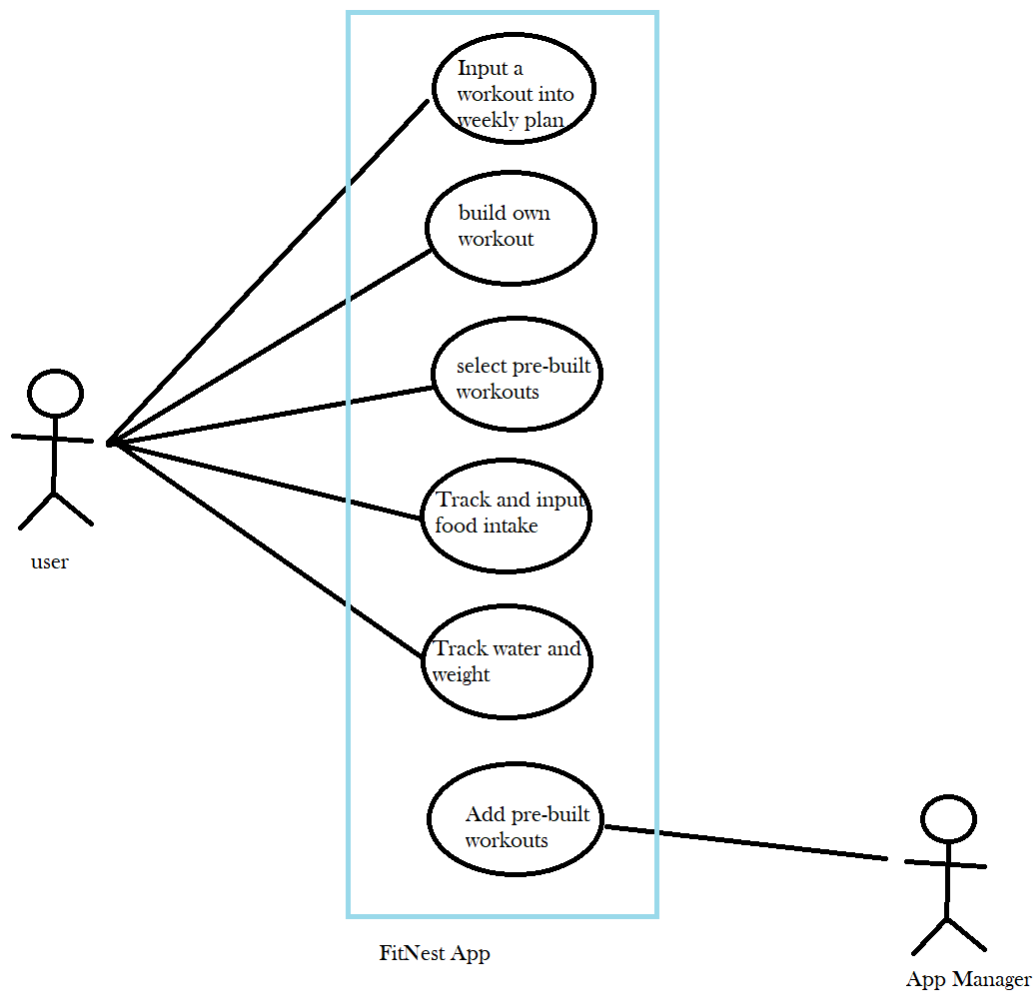 Input a
workout into
weekly plan
build own
workout
select pre-built
workouts
Track and input
food intake
user
Track water and
weight
Add pre-built
workouts
FitNest App
App Manager